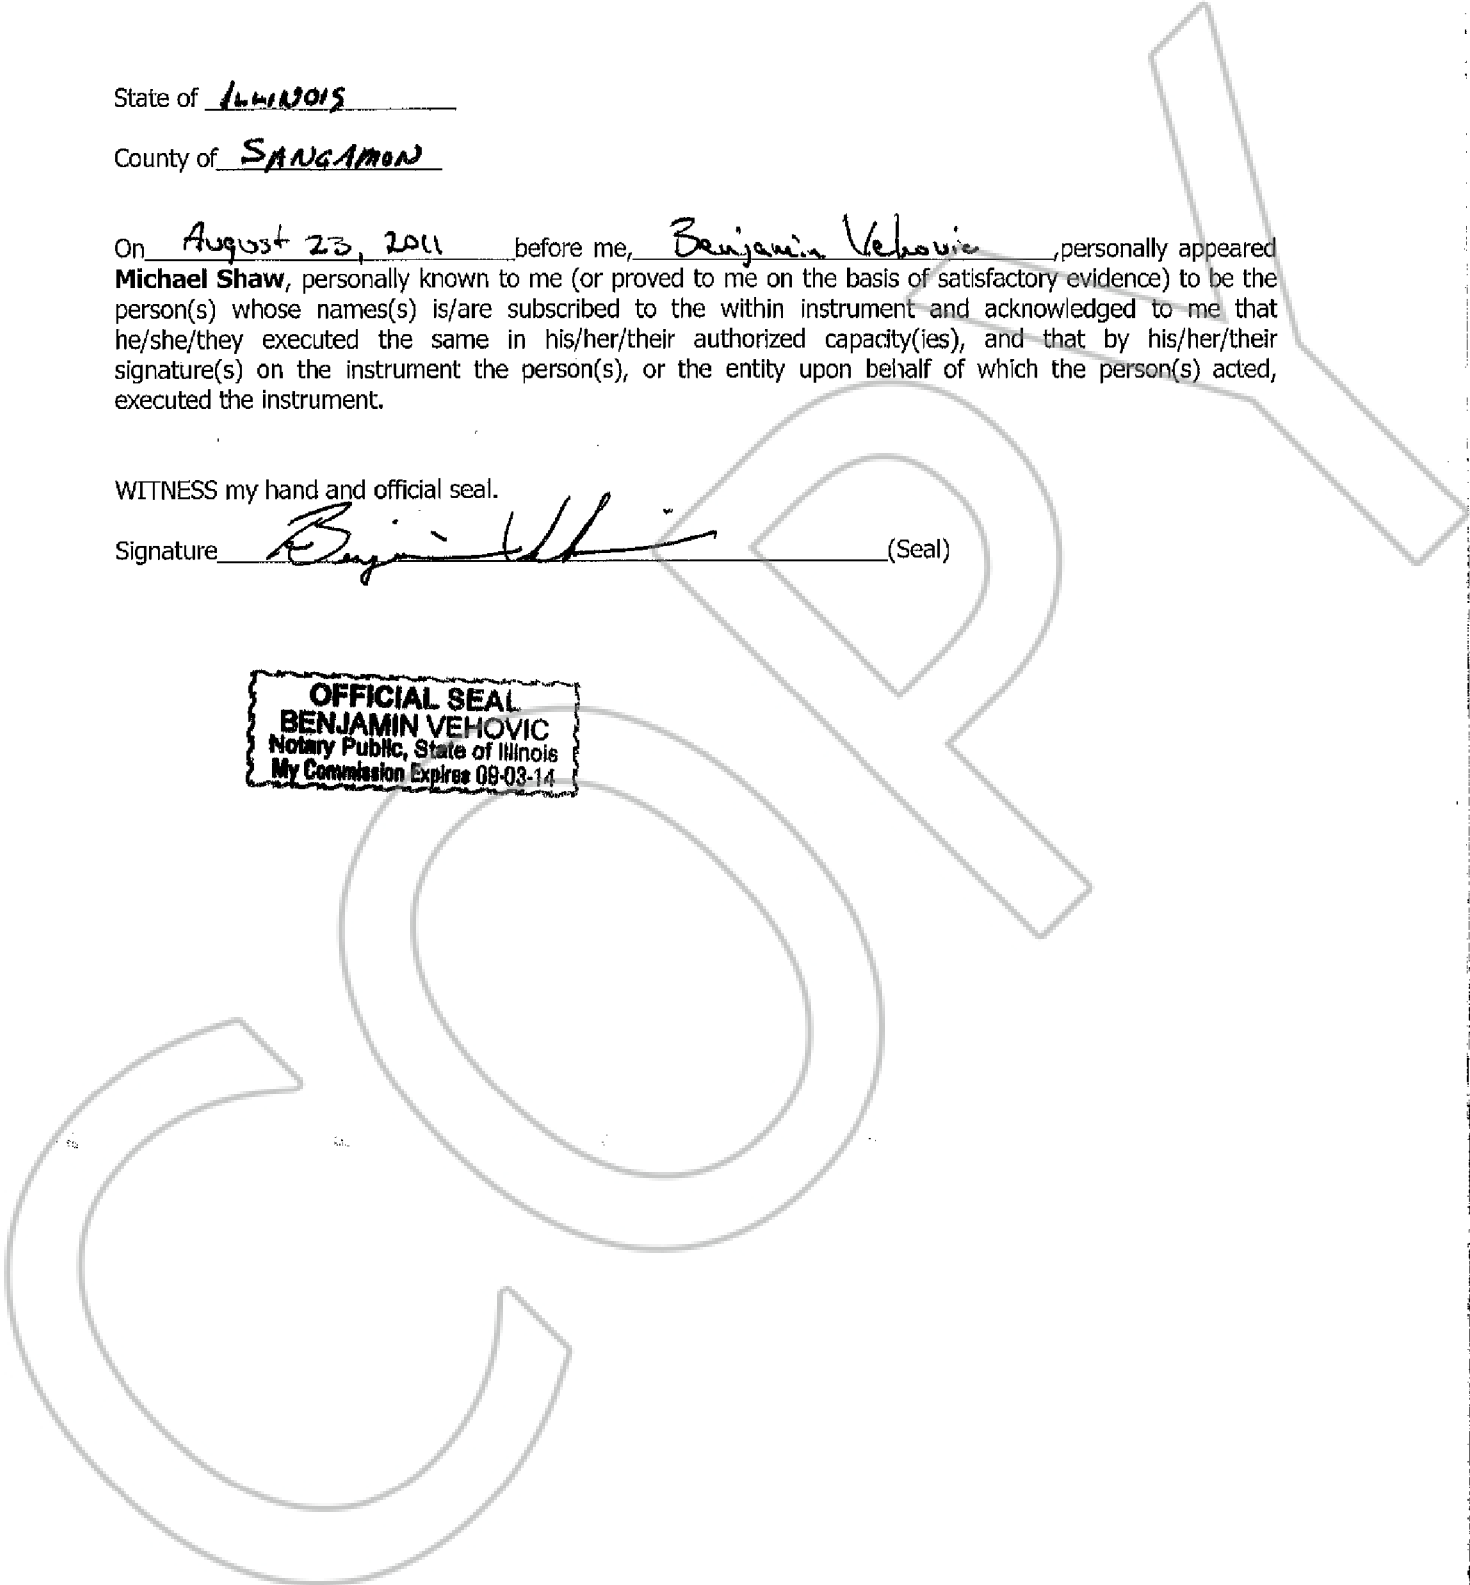 State of ILLINOIS
County of SANGAMON
On August 23, 2011 before me, Benjamin Vehovic, personally appeared
Michael Shaw, personally known to me (or proved to me on the basis of satisfactory evidence) to be the
person(s) whose names(s) is/are subscribed to the within instrument and acknowledged to me that
he/she/they executed the same in his/her/their authorized capacity(ies), and that by his/her/their
signature(s) on the instrument the person(s), or the entity upon behalf of which the person(s) acted,
executed the instrument.
WITNESS my hand and official seal.
Signature Benjamin Vehovic (Seal)
OFFICIAL SEAL
BENJAMIN VEHOVIC
Notary Public, State of Illinois
My Commission Expires 09-03-14
COPY